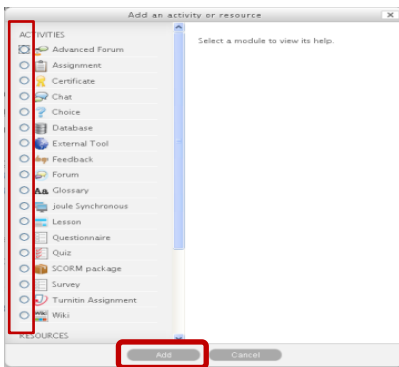 Add an activity or resource
ACTIVITIES
Select a module to view its help.
Advanced Forum
Assignment
Certificate
Chat
Choice
Database
External Tool
Feedback
Forum
Aa Glossary
joule Synchronous
Lesson
Questionnaire
Quiz
SCORM package
Survey
Turnitin Assignment
Wiki
RESOURCES
Add Cancel